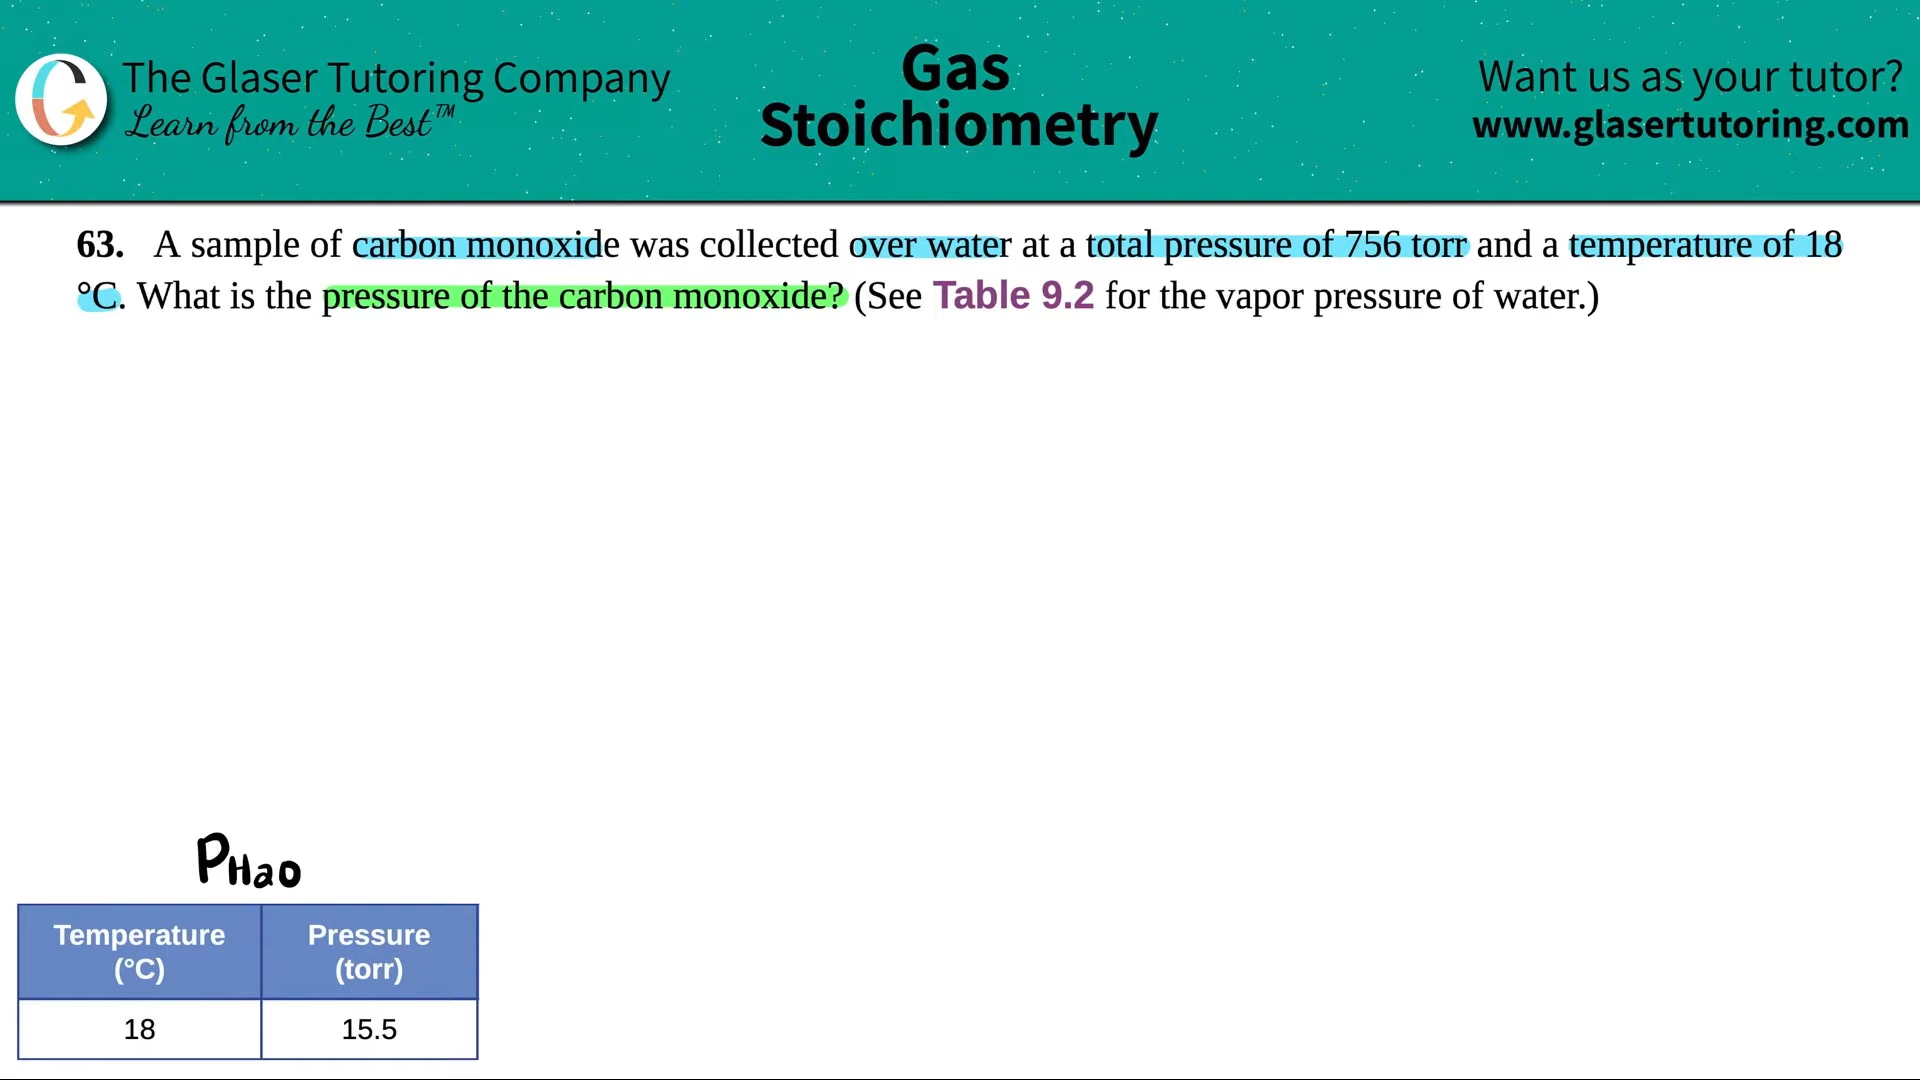 The Glaser Tutoring Company
Learn from the Best™
Gas
Stoichiometry
Want us as your tutor?
www.glasertutoring.com
63. A sample of carbon monoxide was collected over water at a total pressure of 756 torr and a temperature of 18
°C. What is the pressure of the carbon monoxide? (See Table 9.2 for the vapor pressure of water.)
PH2O
Temperature (°C) Pressure (torr)
18 15.5